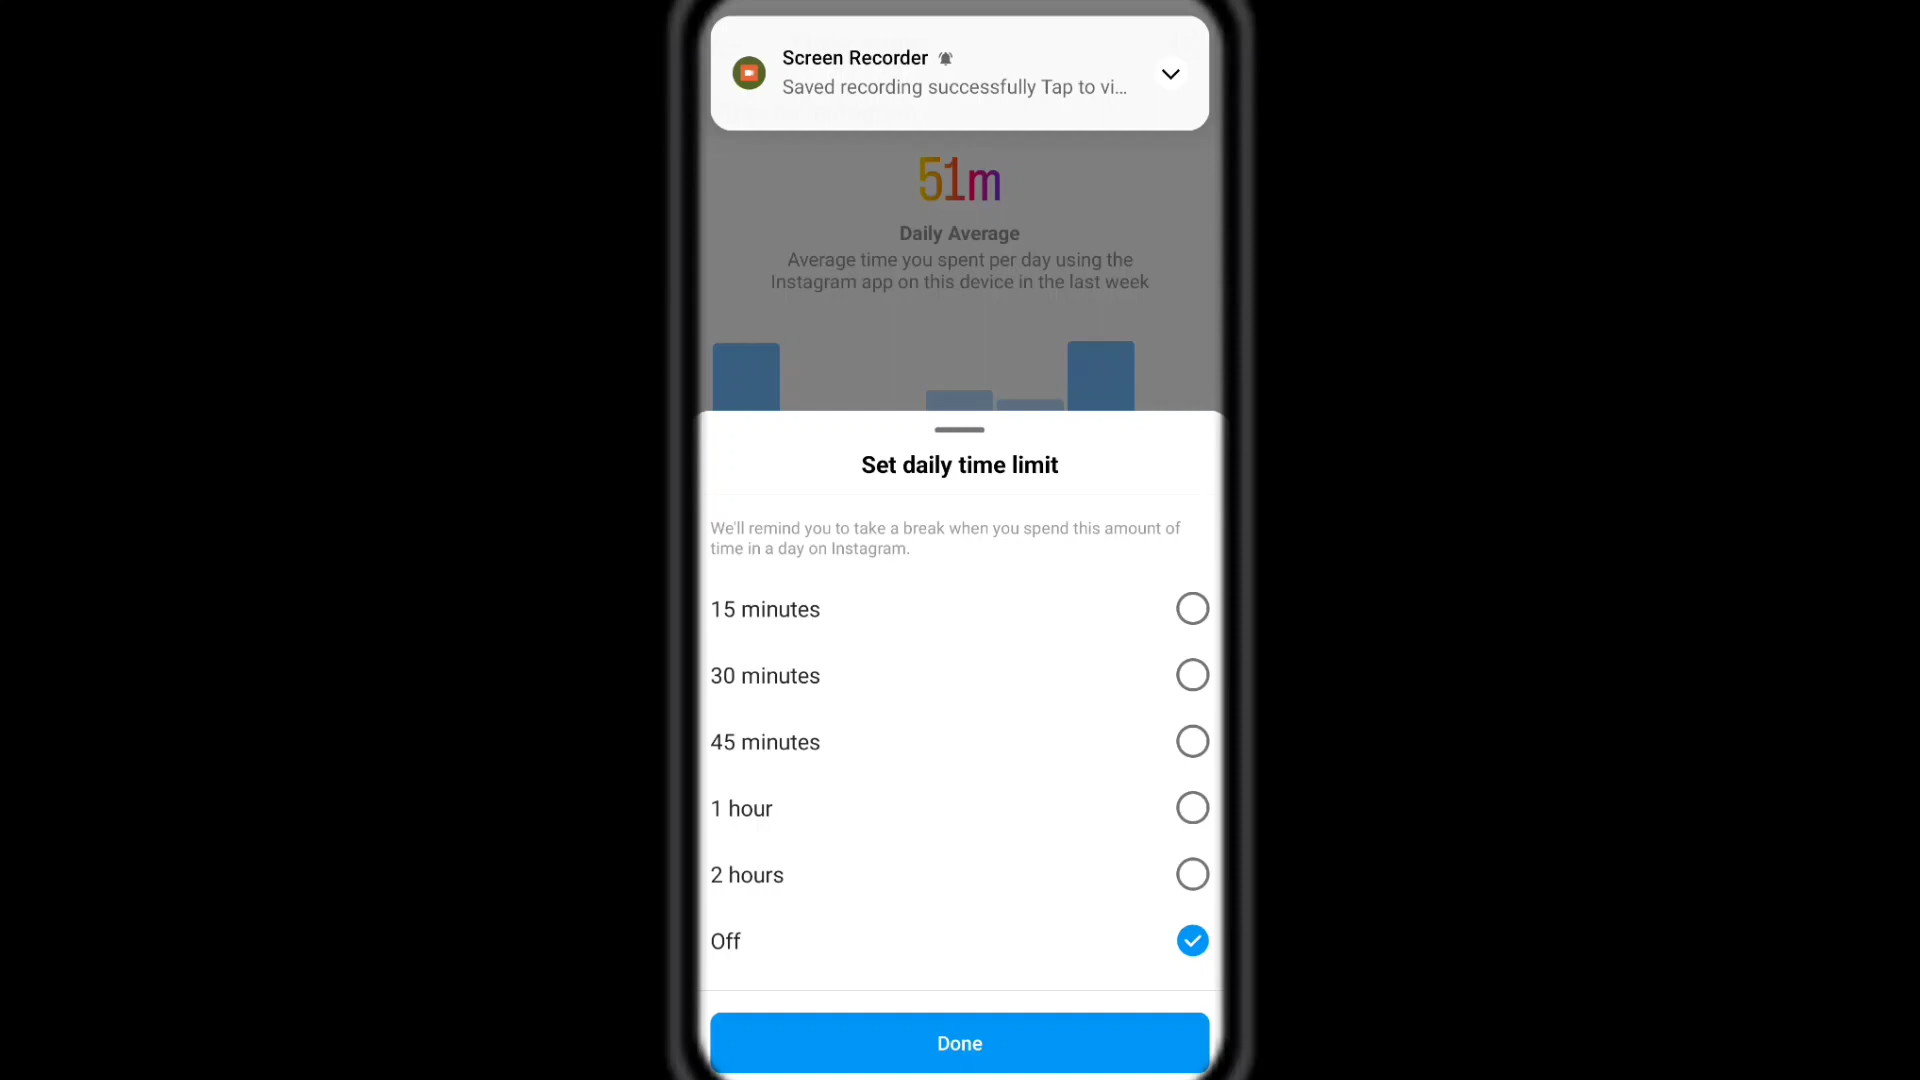 Screen Recorder
Saved recording successfully Tap to vi...
51m
Daily Average
Average time you spent per day using the
Instagram app on this device in the last week
Set daily time limit
We'll remind you to take a break when you spend this amount of
time in a day on Instagram.
15 minutes
30 minutes
45 minutes
1 hour
2 hours
Off
Done